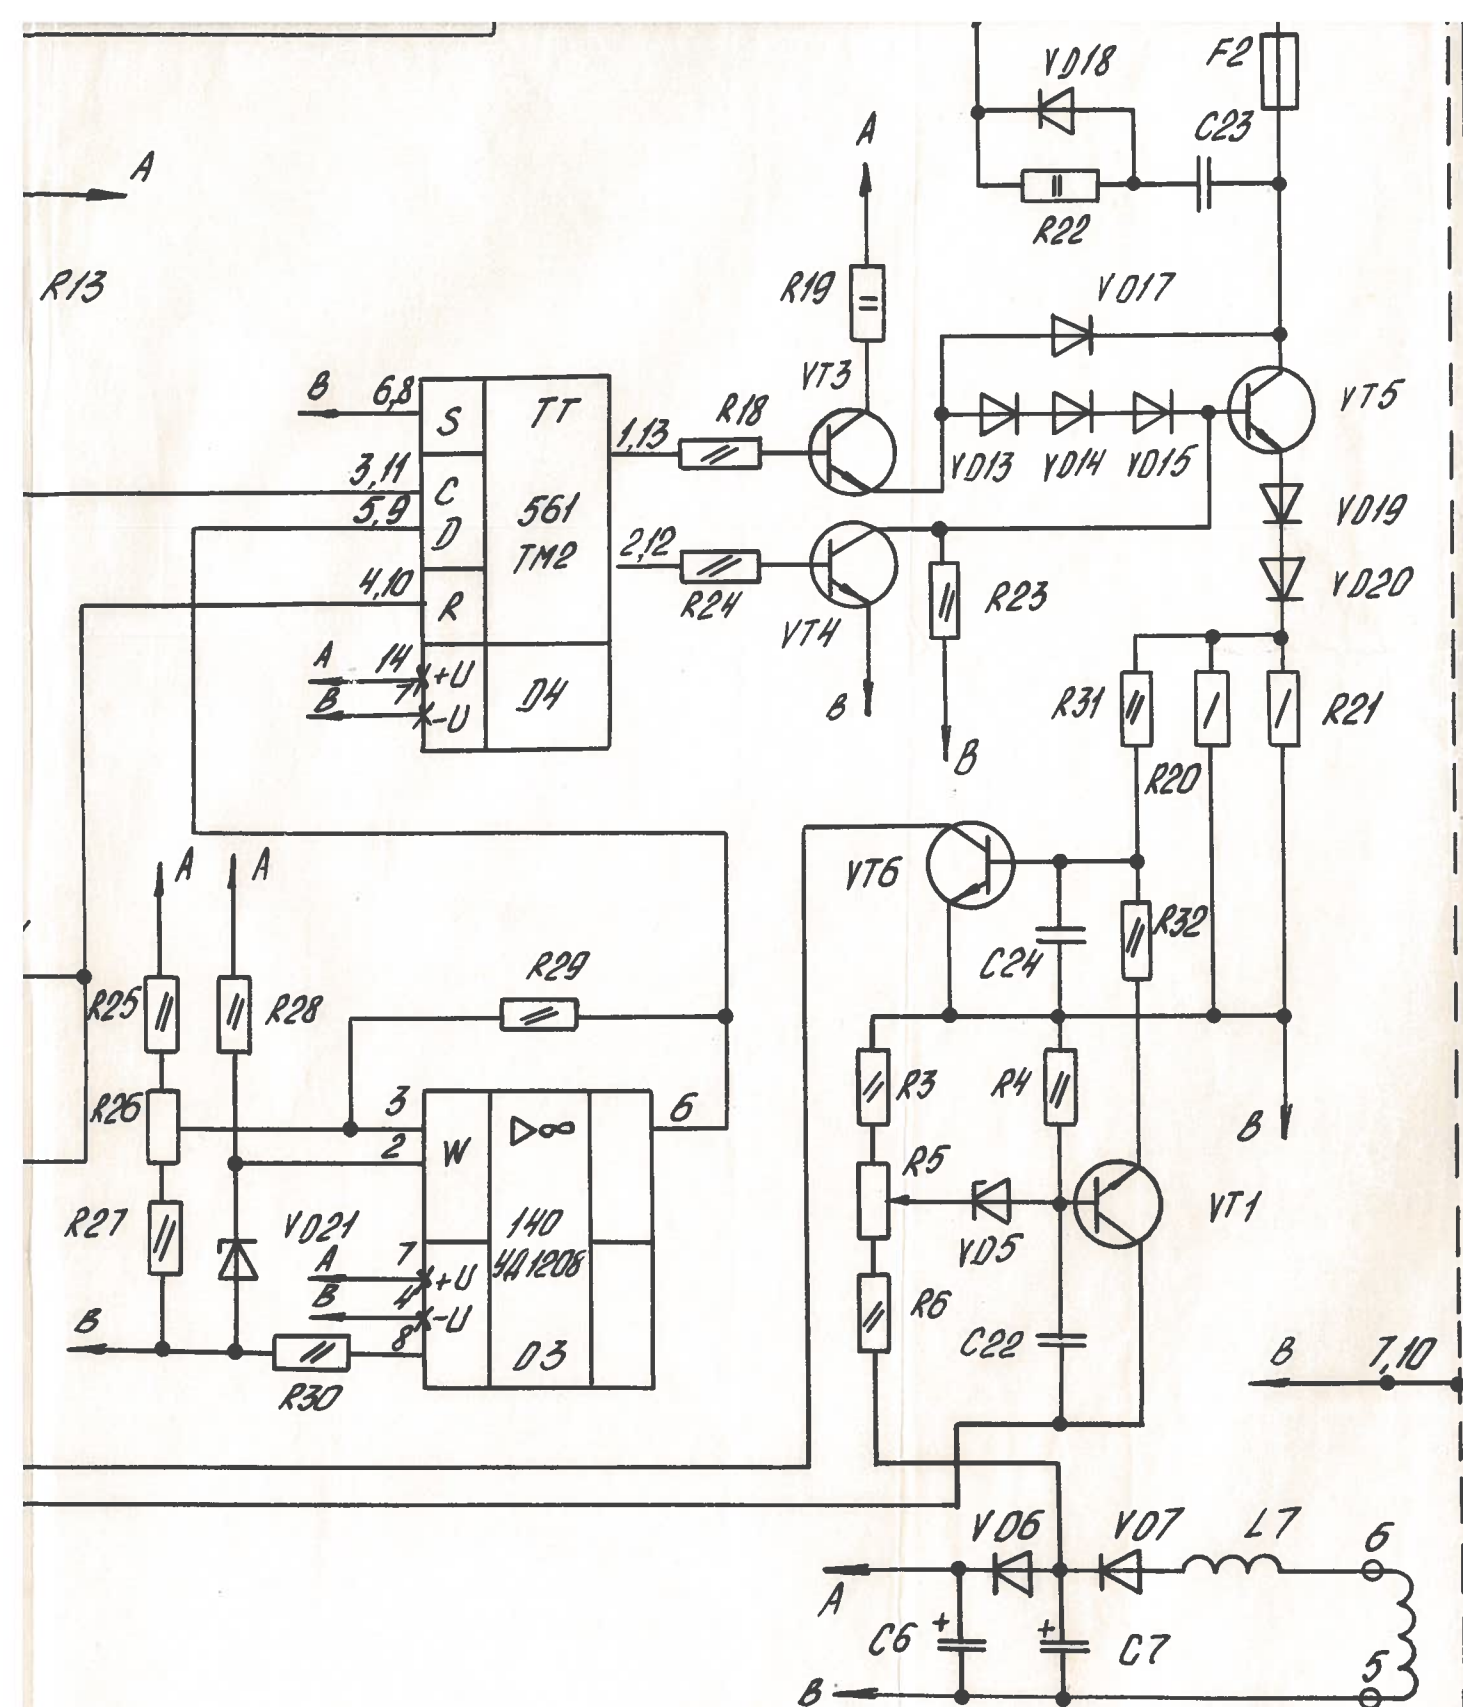 VD18
F2
C23
A
A
R22
R13
R19
VD17
VT3
VT5
B
6,8
S
TT
1,13
R18
VD13
VD14
VD15
3,11
C
5,9
D
561
TM2
2,12
R24
VD19
4,10
R
R23
VD20
VT4
A
14
+U
B
7
-U
D4
B
R31
R21
B
R20
A
A
VT6
R32
C24
R29
R25
R28
R3
R4
R26
3
6
B
2
W
▷∞
R5
VT1
R27
VD21
140
VD5
A
7
+U
УД1208
B
4
-U
R6
8
D3
C22
B
B
7,10
R30
VD6
VD7
L7
6
A
C6
+
+
C7
5
B